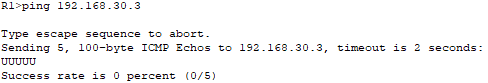 R1>ping 192.168.30.3
Type escape sequence to abort.
Sending 5, 100-byte ICMP Echos to 192.168.30.3, timeout is 2 seconds:
UUUUU
Success rate is 0 percent (0/5)